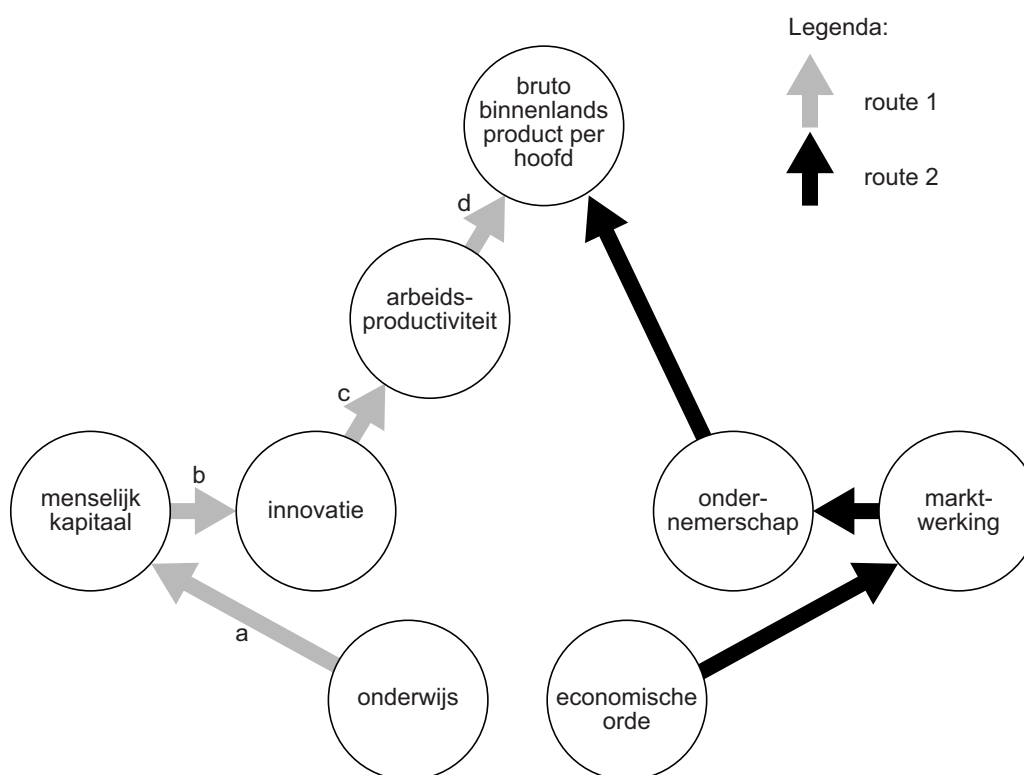 Legenda:
route 1
route 2
bruto
binnenlands
product per
hoofd
d
arbeids-
productiviteit
c
menselijk
kapitaal
b
innovatie
onder-
nemerschap
markt-
werking
a
onderwijs
economische
orde